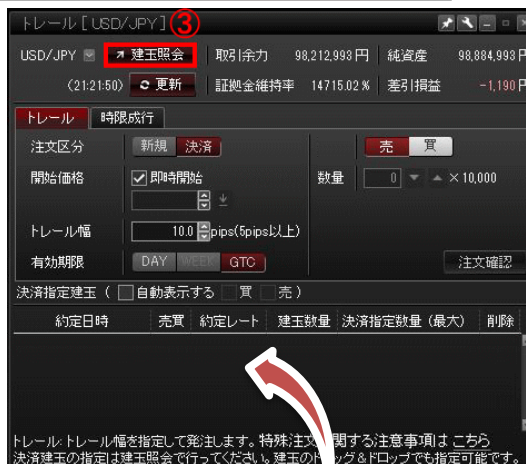 トレール [ USD/JPY ] ③
USD/JPY 建玉照会 取引余力 98,212,993 円 純資産 98,884,993 円
(21:21:50) 更新 証拠金維持率 14715.02 % 差引損益 -1,190 円
トレール 時限成行
注文区分 新規 決済 売 買
開始価格 即時開始 数量 0 × 10,000
トレール幅 10.0 pips(5pips以上)
有効期限 DAY WEEK GTC 注文確認
決済指定建玉 ( 自動表示する 買 売 )
約定日時 売買 約定レート 建玉数量 決済指定数量 (最大) 削除
トレール:トレール幅を指定して発注します。特殊注文 関する注意事項は こちら
決済建玉の指定は建玉照会で行ってください。建玉のド ッグ&ドロップでも指定可能です。